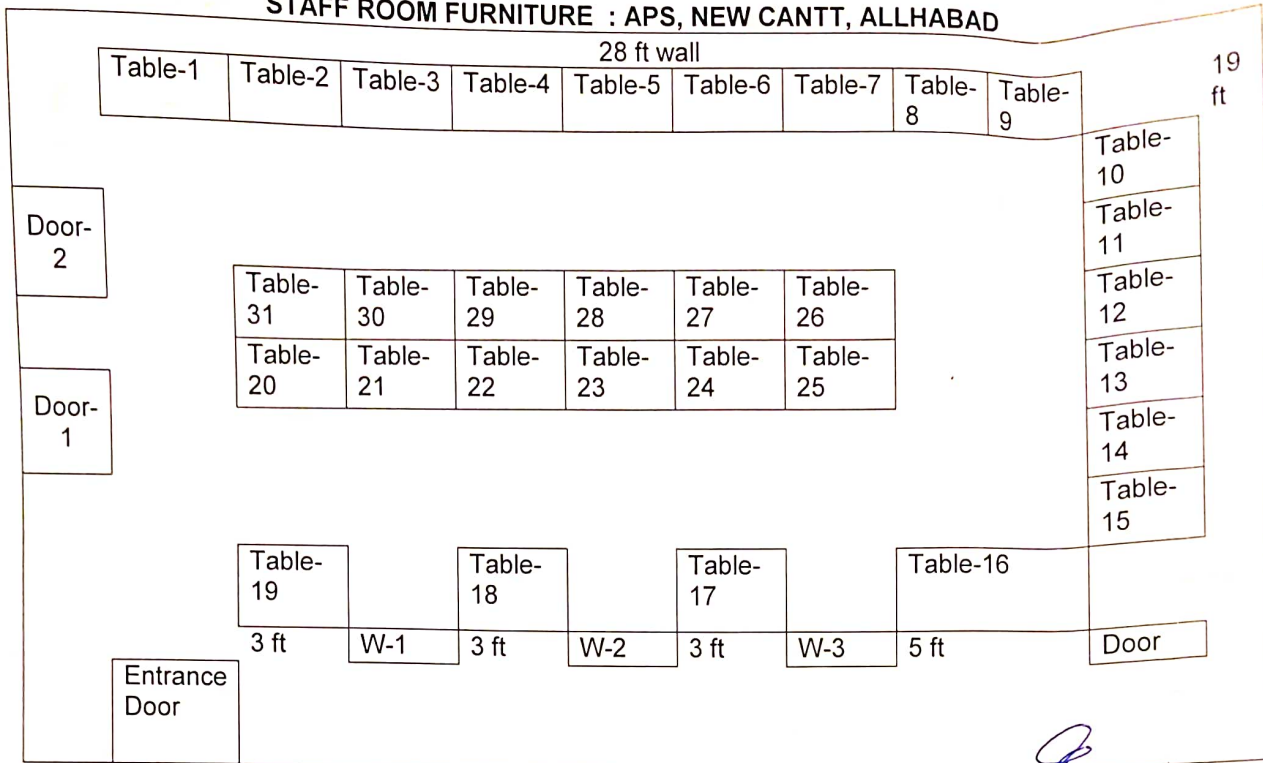 STAFF ROOM FURNITURE : APS, NEW CANTT, ALLHABAD
28 ft wall
19
ft
Table-1
Table-2
Table-3
Table-4
Table-5
Table-6
Table-7
Table-
8
Table-
9
Table-
10
Table-
11
Table-
12
Table-
13
Table-
14
Table-
15
Door-
2
Door-
1
Table-
31
Table-
30
Table-
29
Table-
28
Table-
27
Table-
26
Table-
20
Table-
21
Table-
22
Table-
23
Table-
24
Table-
25
Table-
19
Table-
18
Table-
17
Table-16
3 ft
W-1
3 ft
W-2
3 ft
W-3
5 ft
Door
Entrance
Door